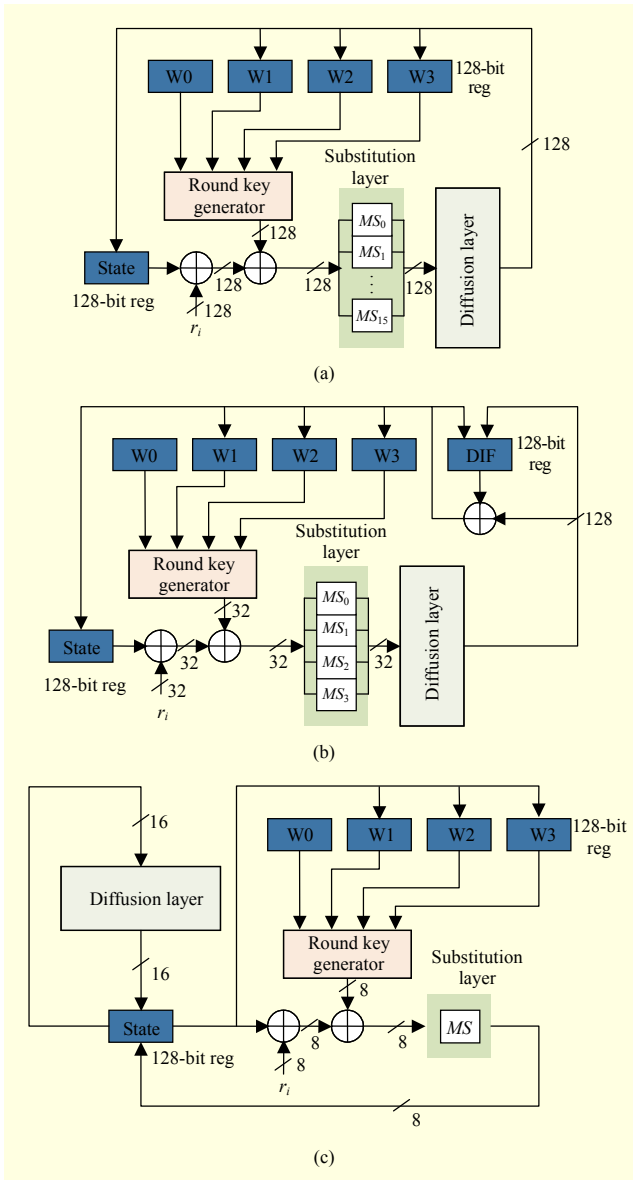 W0 W1 W2 W3 128-bit
reg
128
Substitution
layer
Round key
generator
128
MS0
MS1
⋮
MS15
Diffusion layer
State
128-bit reg
128
128
128
128
ri
(a)
W0 W1 W2 W3 DIF 128-bit
reg
128
Substitution
layer
Round key
generator
32
MS0
MS1
MS2
MS3
Diffusion layer
State
128-bit reg
32
32
32
32
ri
(b)
16
W0 W1 W2 W3 128-bit
reg
Diffusion layer
Round key
generator
16
8
Substitution
layer
State
128-bit reg
8
8
MS
8
ri
8
(c)